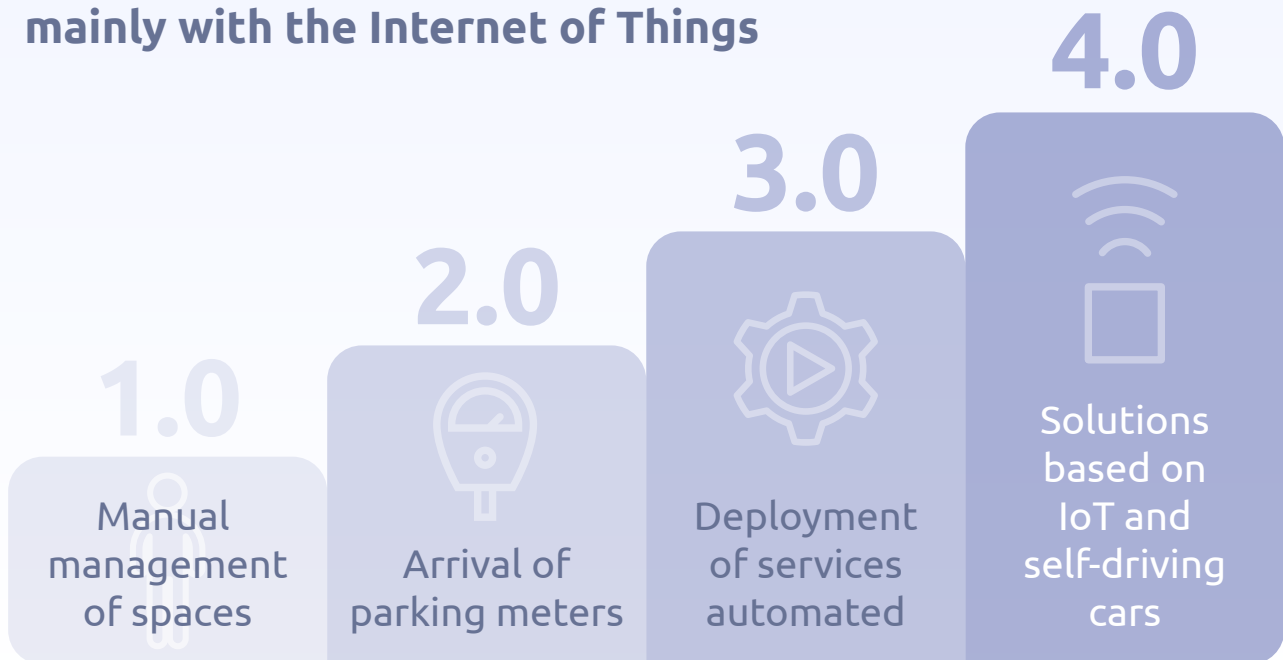 mainly with the Internet of Things
1.0
Manual
management
of spaces
2.0
Arrival of
parking meters
3.0
Deployment
of services
automated
4.0
Solutions
based on
IoT and
self-driving
cars